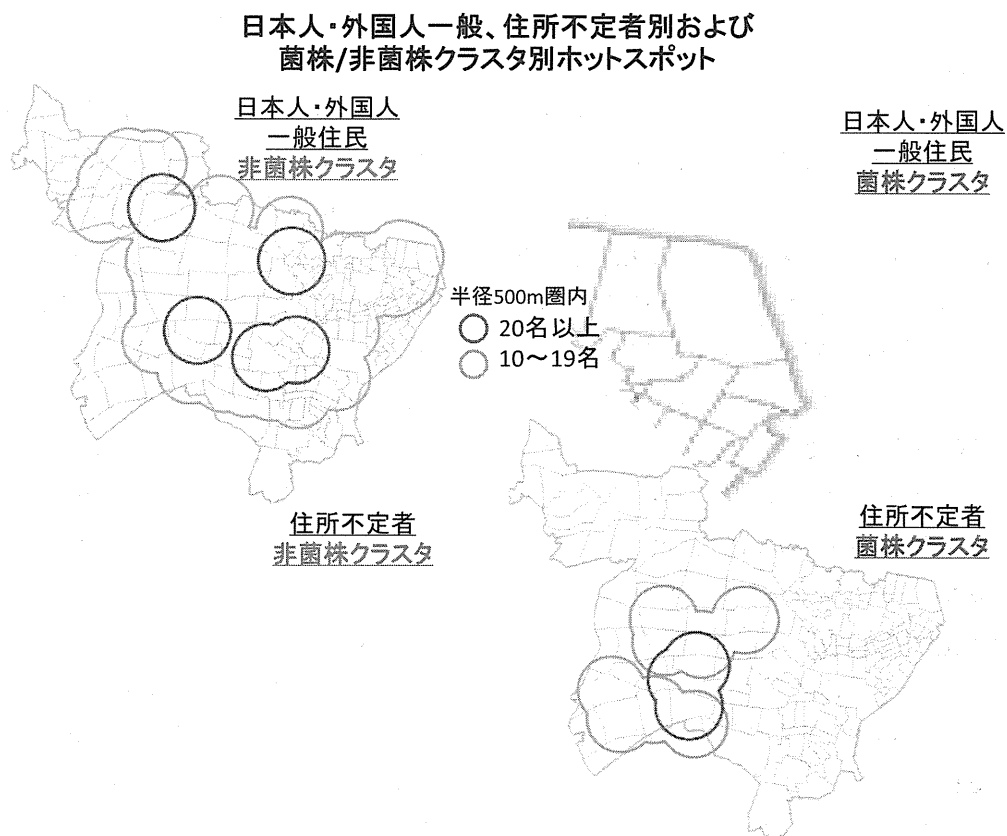 日本人・外国人一般、住所不定者別および
菌株/非菌株クラスタ別ホットスポット
日本人・外国人
一般住民
非菌株クラスタ
日本人・外国人
一般住民
菌株クラスタ
半径500m圏内
20名以上
10～19名
住所不定者
非菌株クラスタ
住所不定者
菌株クラスタ